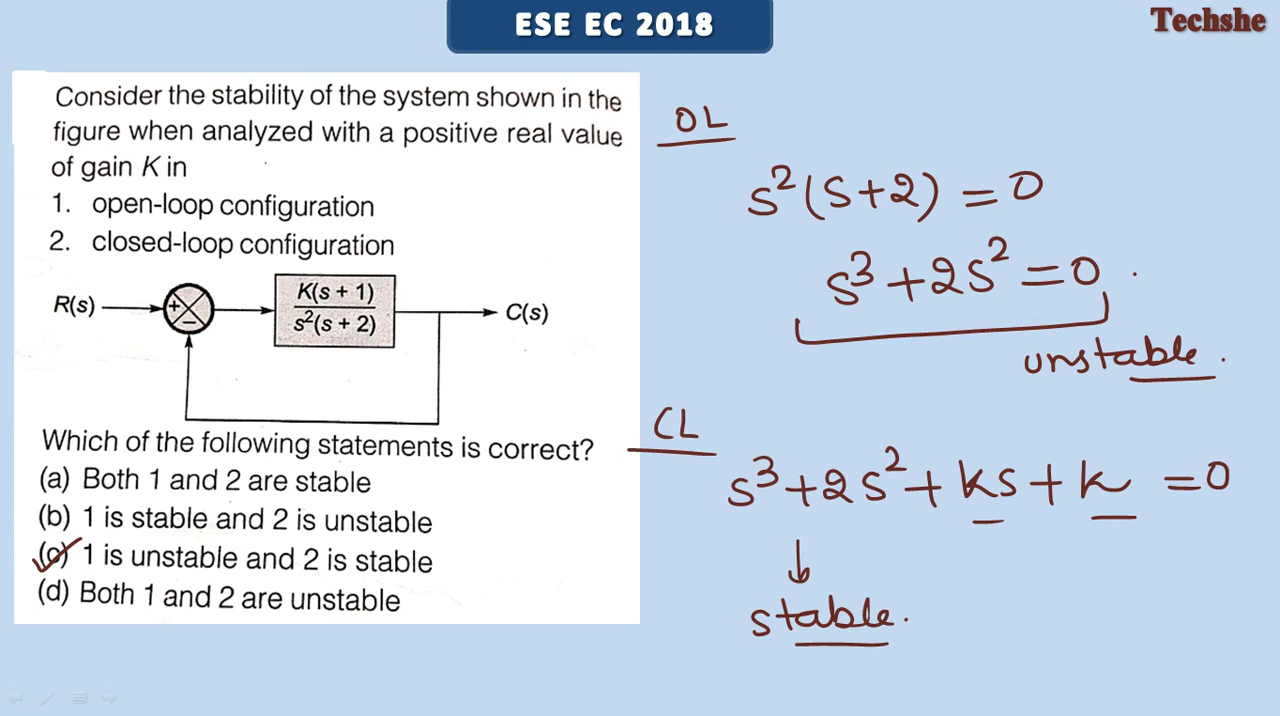 ESE EC 2018
Techshe
Consider the stability of the system shown in the
figure when analyzed with a positive real value
of gain K in
1. open-loop configuration
2. closed-loop configuration
R(s)
+
−
K(s + 1)
s²(s + 2)
C(s)
Which of the following statements is correct?
(a) Both 1 and 2 are stable
(b) 1 is stable and 2 is unstable
(c) 1 is unstable and 2 is stable
(d) Both 1 and 2 are unstable
OL
s²(s+2) = 0
s³+2s² = 0
unstable.
CL
s³+2s²+ks+k = 0
stable.